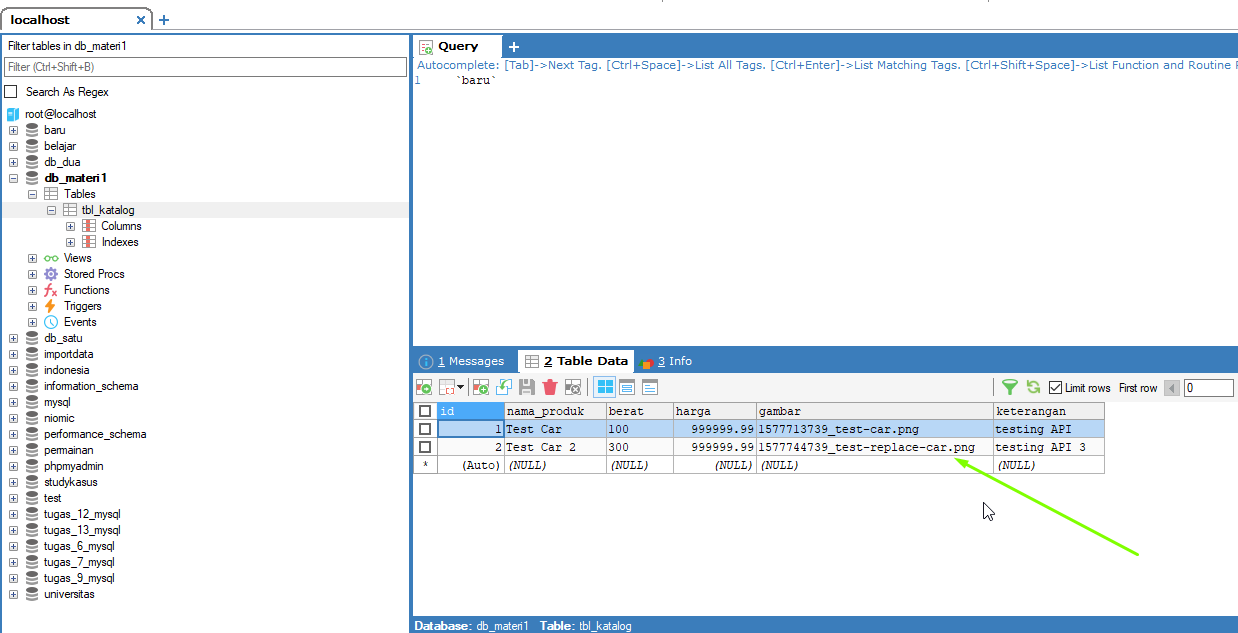 localhost
Filter tables in db_materi1
Filter (Ctrl+Shift+B)
Search As Regex
root@localhost
baru
belajar
db_dua
db_materi1
Tables
tbl_katalog
Columns
Indexes
Views
Stored Procs
Functions
Triggers
Events
db_satu
importdata
indonesia
information_schema
mysql
niomic
performance_schema
permainan
phpmyadmin
studykasus
test
tugas_12_mysql
tugas_13_mysql
tugas_6_mysql
tugas_7_mysql
tugas_9_mysql
universitas
Query
Autocomplete: [Tab]->Next Tag. [Ctrl+Space]->List All Tags. [Ctrl+Enter]->List Matching Tags. [Ctrl+Shift+Space]->List Function and Routine
1 `baru`
1 Messages 2 Table Data 3 Info
Limit rows First row 0
id nama_produk berat harga gambar keterangan
1 Test Car 100 999999.99 1577713739_test-car.png testing API
2 Test Car 2 300 999999.99 1577744739_test-replace-car.png testing API 3
* (Auto) (NULL) (NULL) (NULL) (NULL) (NULL)
Database: db_materi1 Table: tbl_katalog